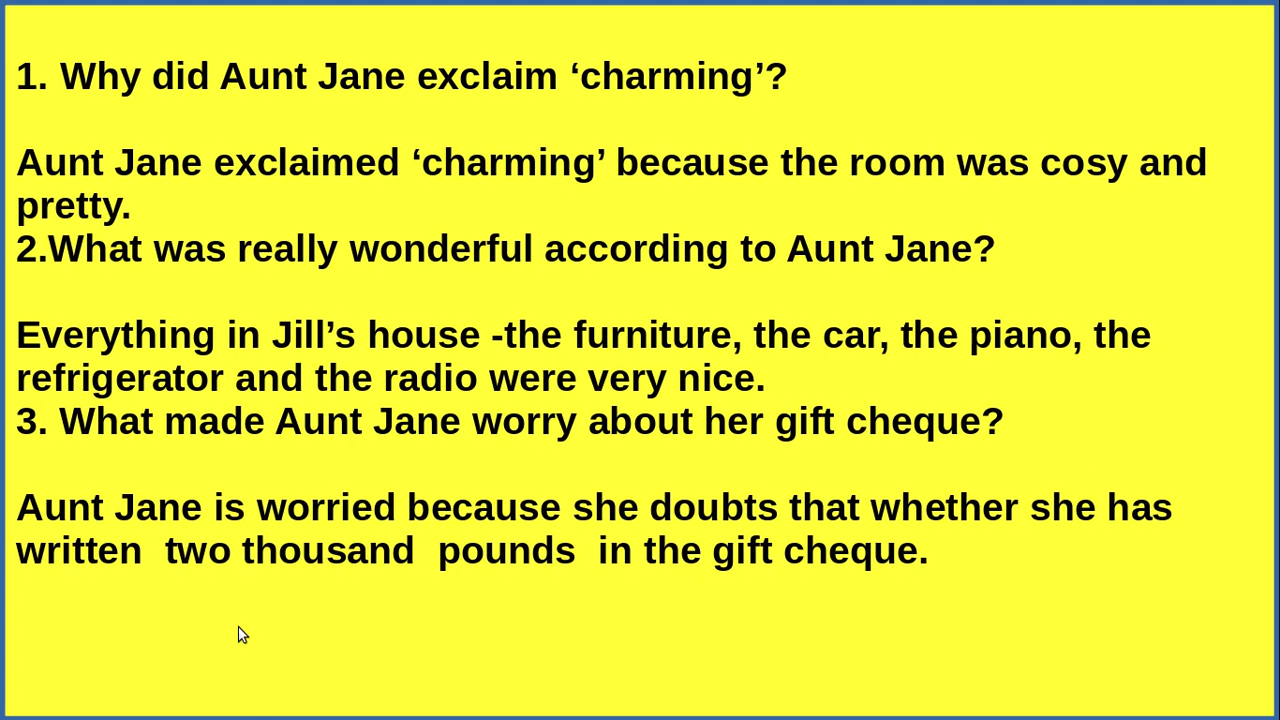 1. Why did Aunt Jane exclaim ‘charming’?
Aunt Jane exclaimed ‘charming’ because the room was cosy and
pretty.
2.What was really wonderful according to Aunt Jane?
Everything in Jill’s house -the furniture, the car, the piano, the
refrigerator and the radio were very nice.
3. What made Aunt Jane worry about her gift cheque?
Aunt Jane is worried because she doubts that whether she has
written  two thousand  pounds  in the gift cheque.